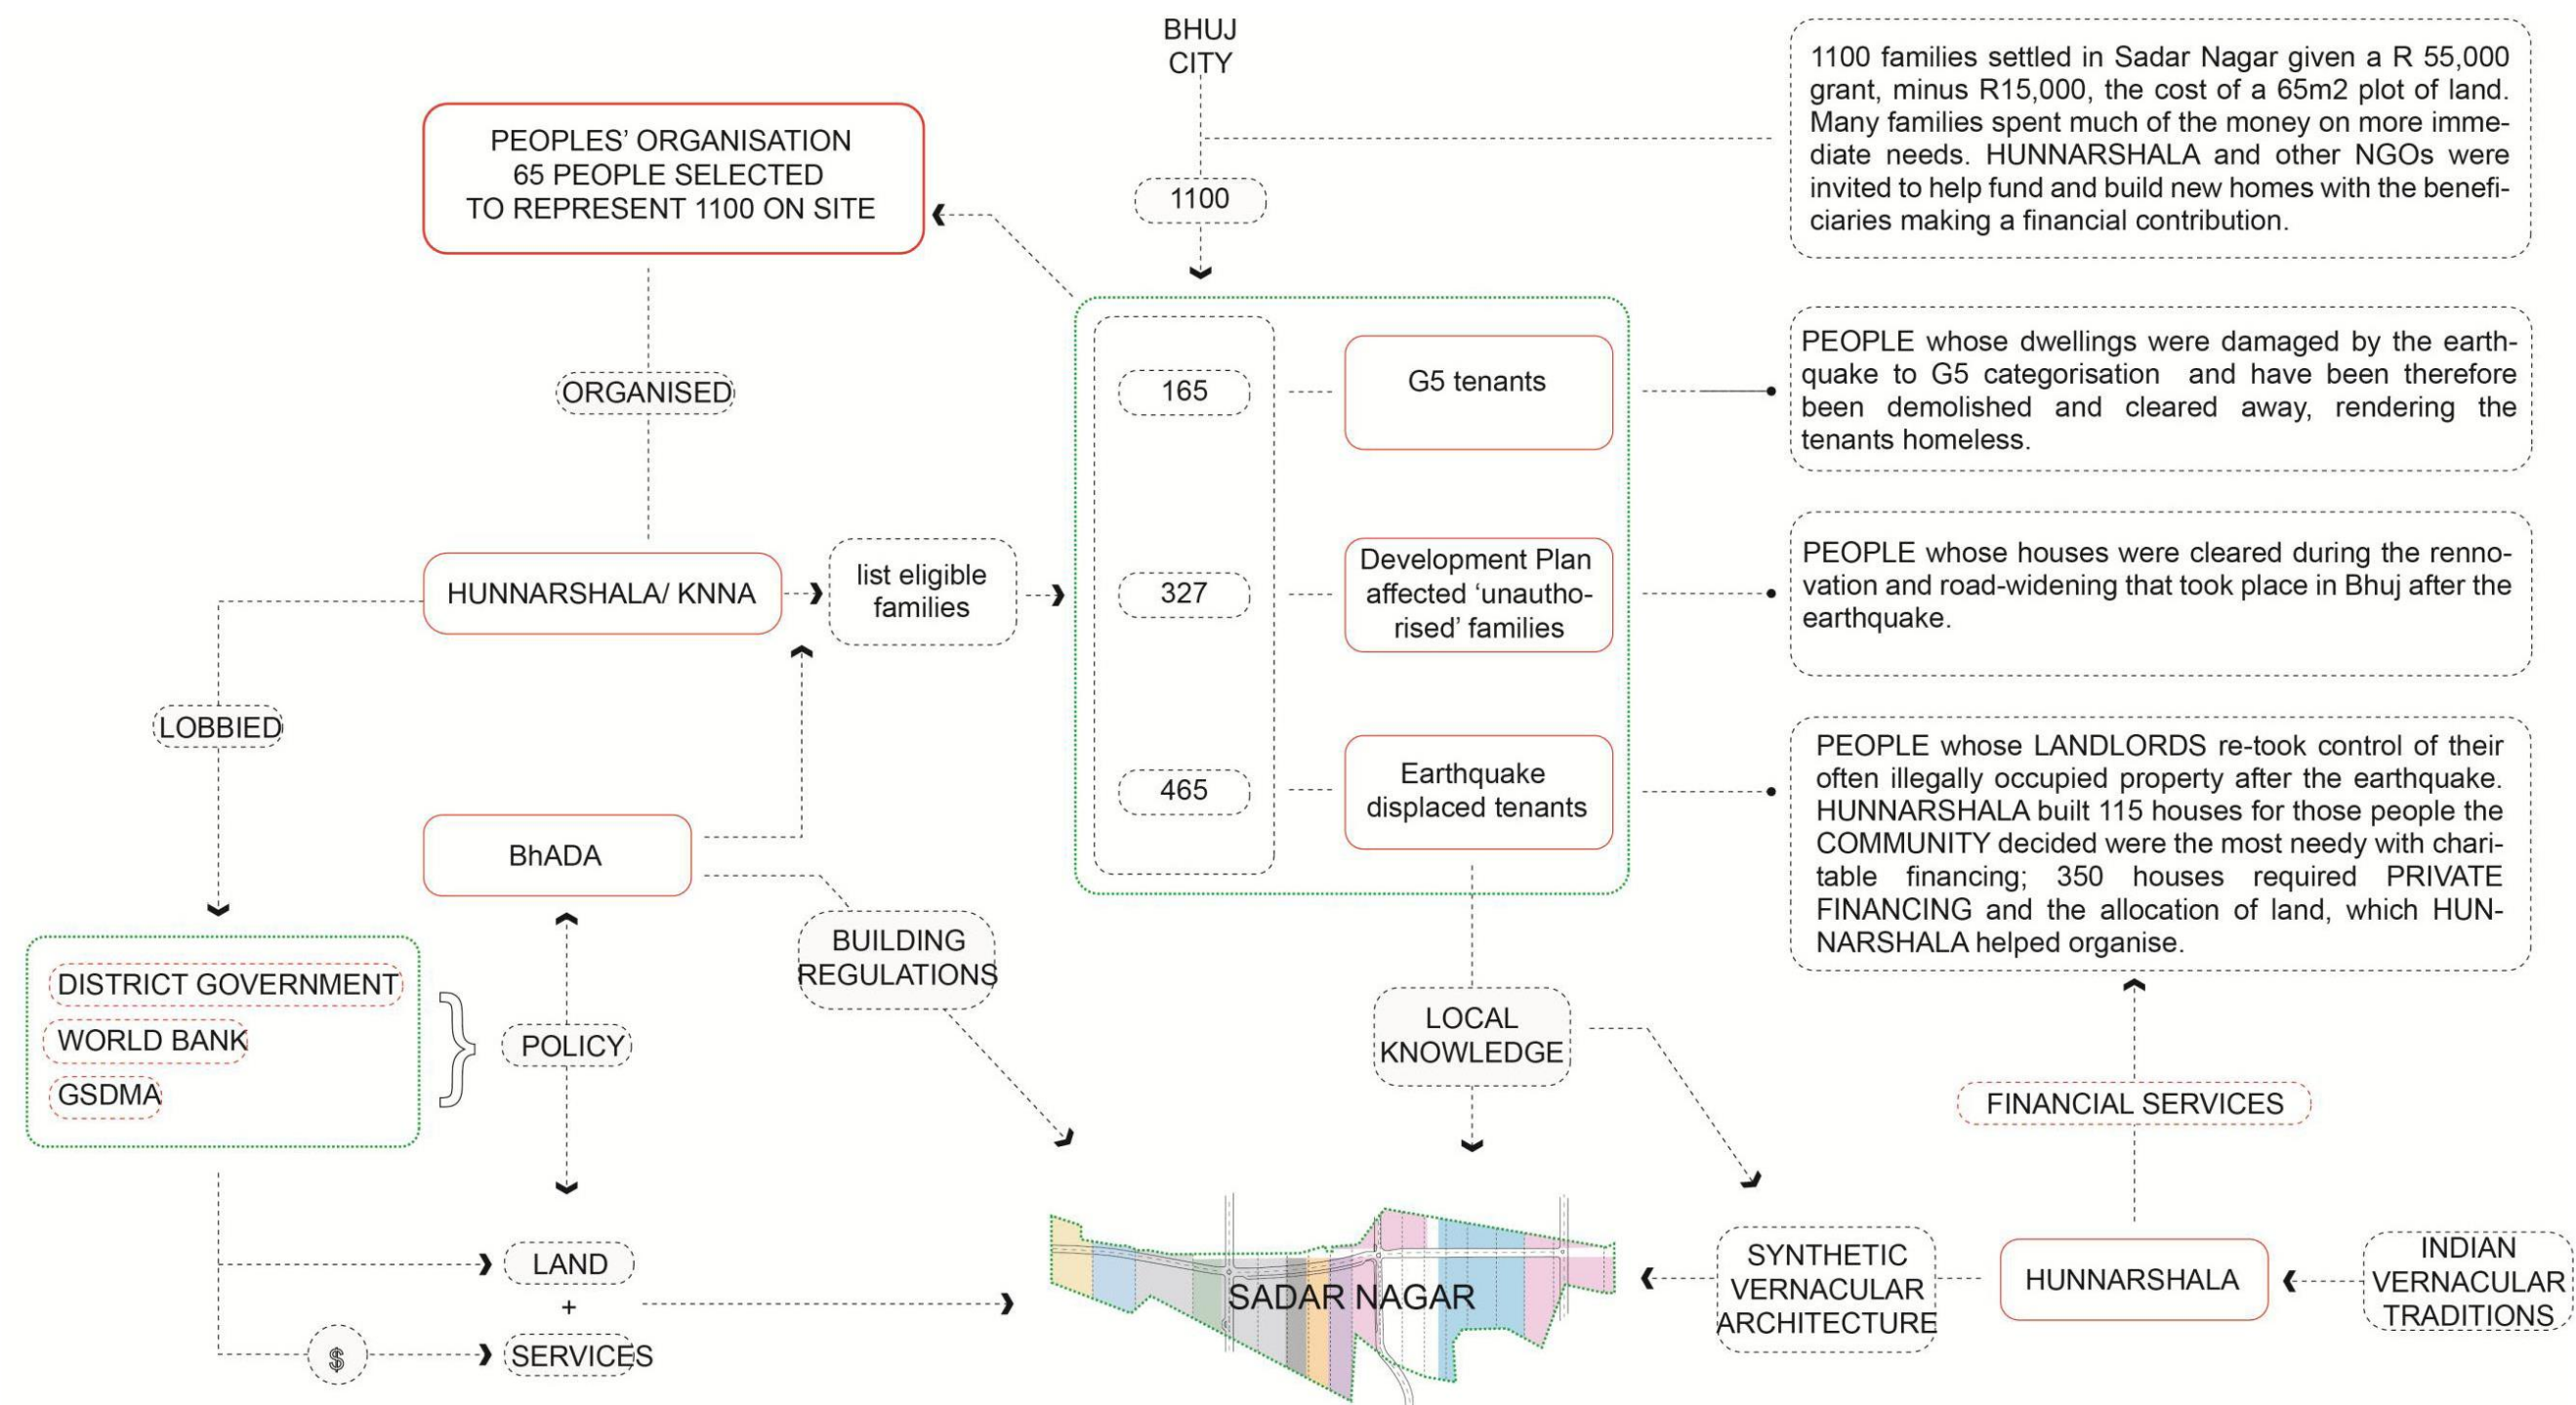 BHUJ
CITY
1100
1100 families settled in Sadar Nagar given a R 55,000
grant, minus R15,000, the cost of a 65m2 plot of land.
Many families spent much of the money on more imme-
diate needs. HUNNARSHALA and other NGOs were
invited to help fund and build new homes with the benefi-
ciaries making a financial contribution.
PEOPLES’ ORGANISATION
65 PEOPLE SELECTED
TO REPRESENT 1100 ON SITE
ORGANISED
HUNNARSHALA/ KNNA
list eligible
families
165
G5 tenants
PEOPLE whose dwellings were damaged by the earth-
quake to G5 categorisation and have been therefore
been demolished and cleared away, rendering the
tenants homeless.
327
Development Plan
affected ‘unautho-
rised’ families
PEOPLE whose houses were cleared during the renno-
vation and road-widening that took place in Bhuj after the
earthquake.
465
Earthquake
displaced tenants
PEOPLE whose LANDLORDS re-took control of their
often illegally occupied property after the earthquake.
HUNNARSHALA built 115 houses for those people the
COMMUNITY decided were the most needy with chari-
table financing; 350 houses required PRIVATE
FINANCING and the allocation of land, which HUN-
NARSHALA helped organise.
LOBBIED
BhADA
BUILDING
REGULATIONS
DISTRICT GOVERNMENT
WORLD BANK
GSDMA
POLICY
LOCAL
KNOWLEDGE
FINANCIAL SERVICES
LAND
+
$
SERVICES
SADAR NAGAR
SYNTHETIC
VERNACULAR
ARCHITECTURE
HUNNARSHALA
INDIAN
VERNACULAR
TRADITIONS